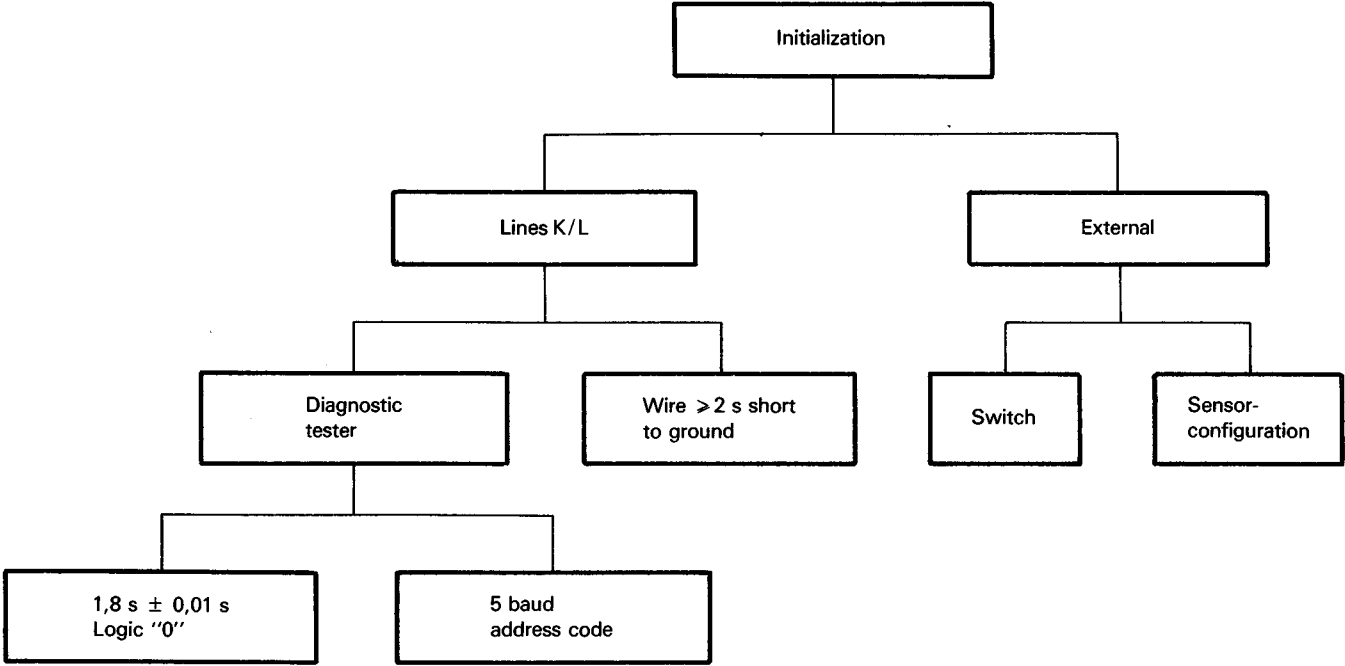 Initialization
Lines K/L
External
Diagnostic
tester
Wire ⩾ 2 s short
to ground
Switch
Sensor-
configuration
1,8 s ± 0,01 s
Logic "0"
5 baud
address code